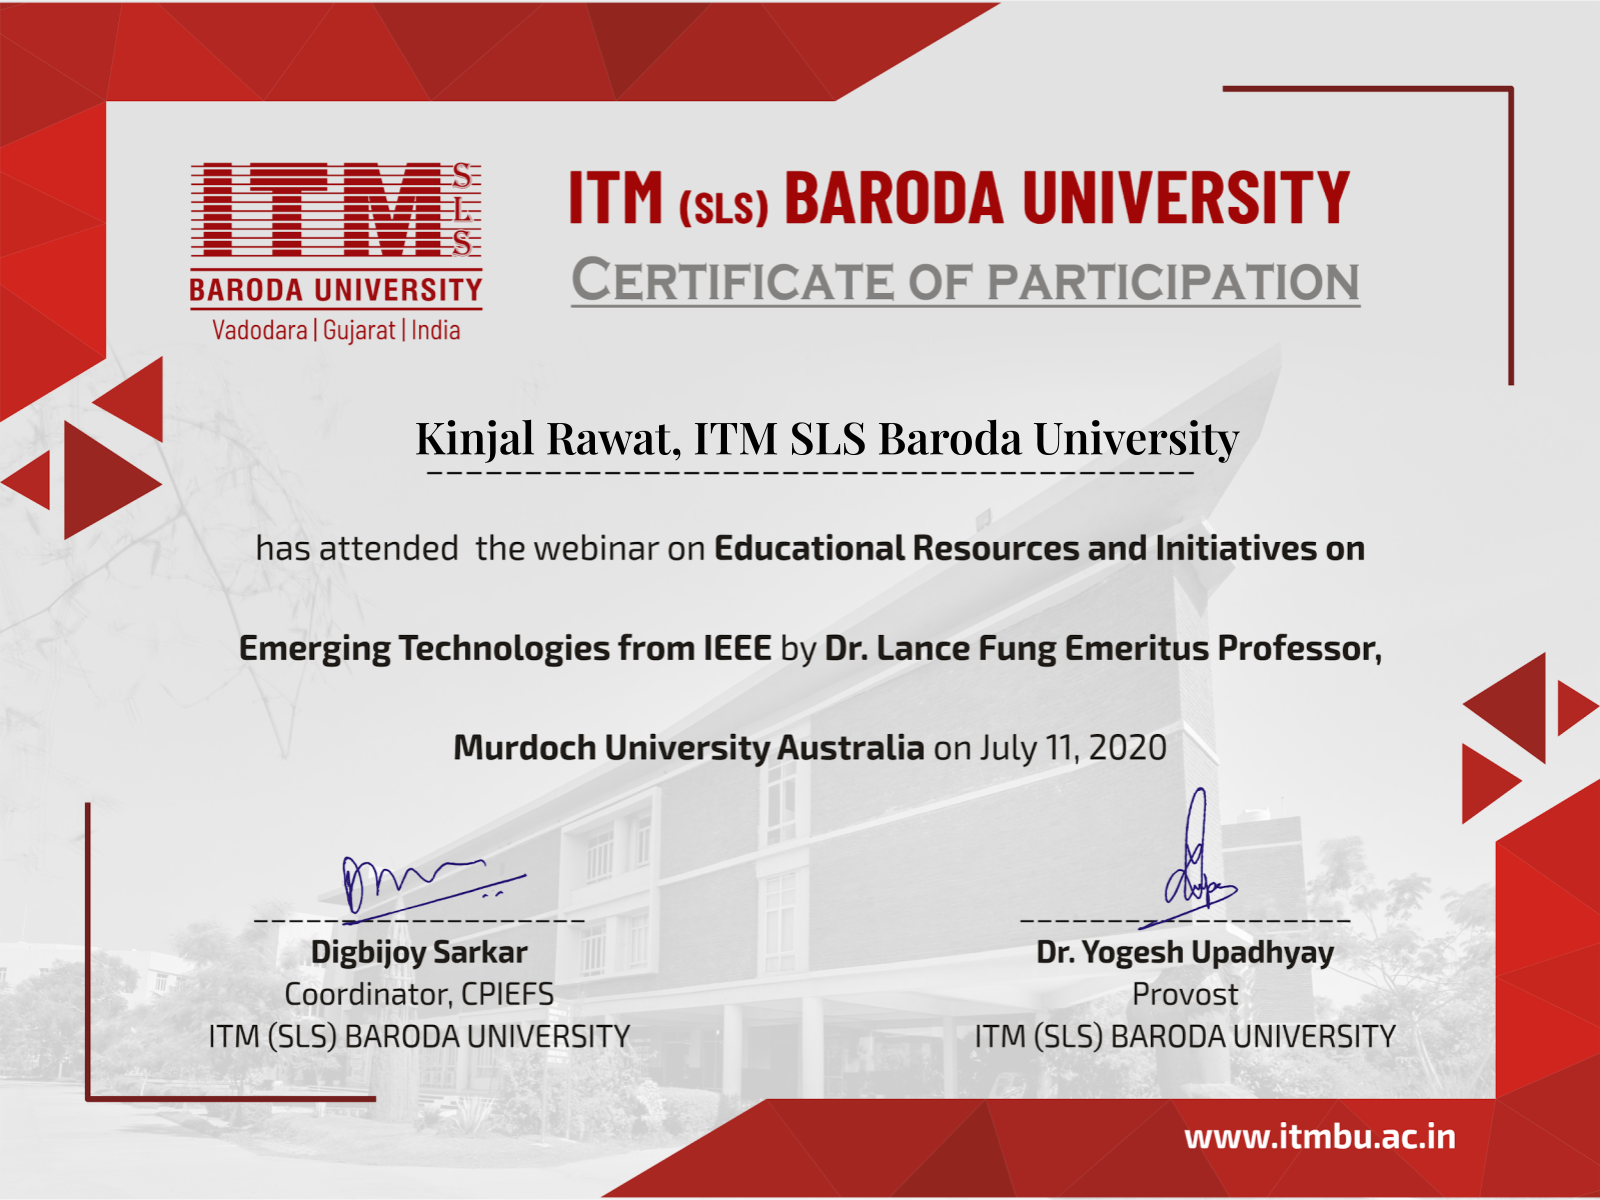 ITM SLS
BARODA UNIVERSITY
Vadodara | Gujarat | India
ITM (SLS) BARODA UNIVERSITY
CERTIFICATE OF PARTICIPATION
Kinjal Rawat, ITM SLS Baroda University
has attended the webinar on Educational Resources and Initiatives on
Emerging Technologies from IEEE by Dr. Lance Fung Emeritus Professor,
Murdoch University Australia on July 11, 2020
Digbijoy Sarkar
Coordinator, CPIEFS
ITM (SLS) BARODA UNIVERSITY
Dr. Yogesh Upadhyay
Provost
ITM (SLS) BARODA UNIVERSITY
www.itmbu.ac.in